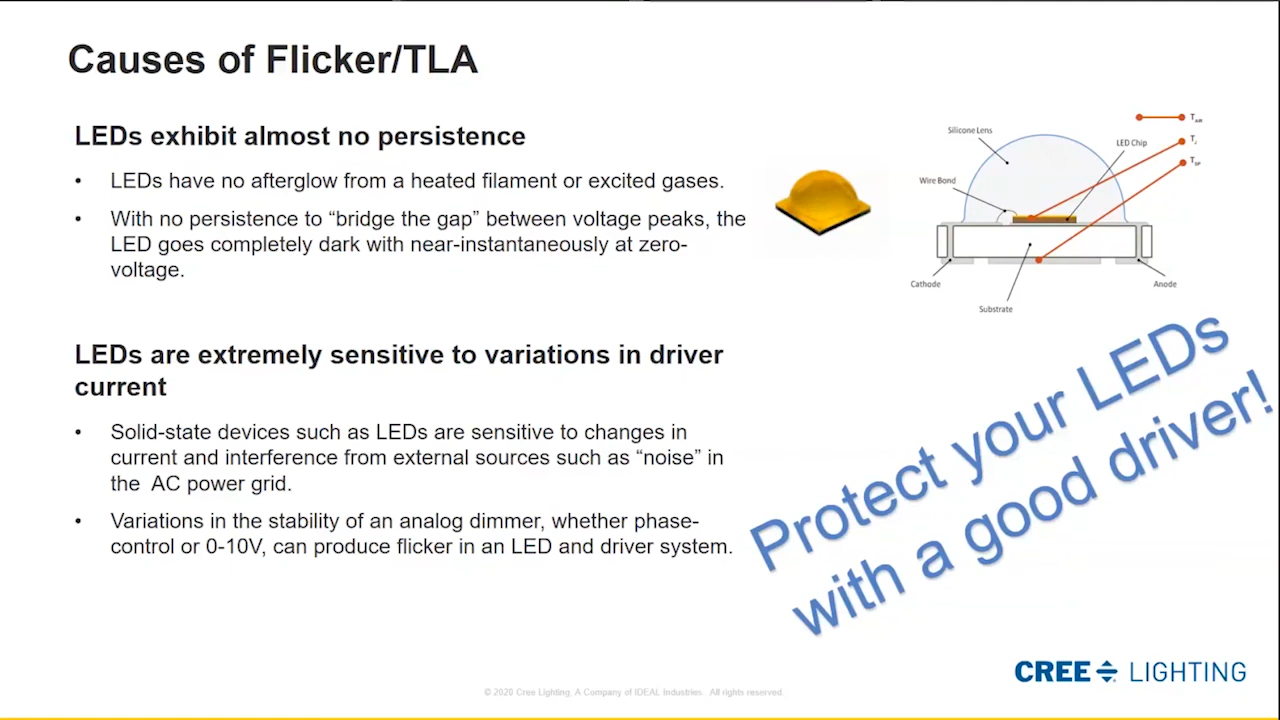 Causes of Flicker/TLA
LEDs exhibit almost no persistence
• LEDs have no afterglow from a heated filament or excited gases.
• With no persistence to “bridge the gap” between voltage peaks, the
LED goes completely dark with near-instantaneously at zero-
voltage.
LEDs are extremely sensitive to variations in driver
current
• Solid-state devices such as LEDs are sensitive to changes in
current and interference from external sources such as “noise” in
the AC power grid.
• Variations in the stability of an analog dimmer, whether phase-
control or 0-10V, can produce flicker in an LED and driver system.
Silicone Lens
Wire Bond
LED Chip
TAIR
TJ
TSP
Cathode
Anode
Substrate
Protect your LEDs
with a good driver!
CREE LIGHTING
© 2020 Cree Lighting, A Company of IDEAL Industries. All rights reserved.